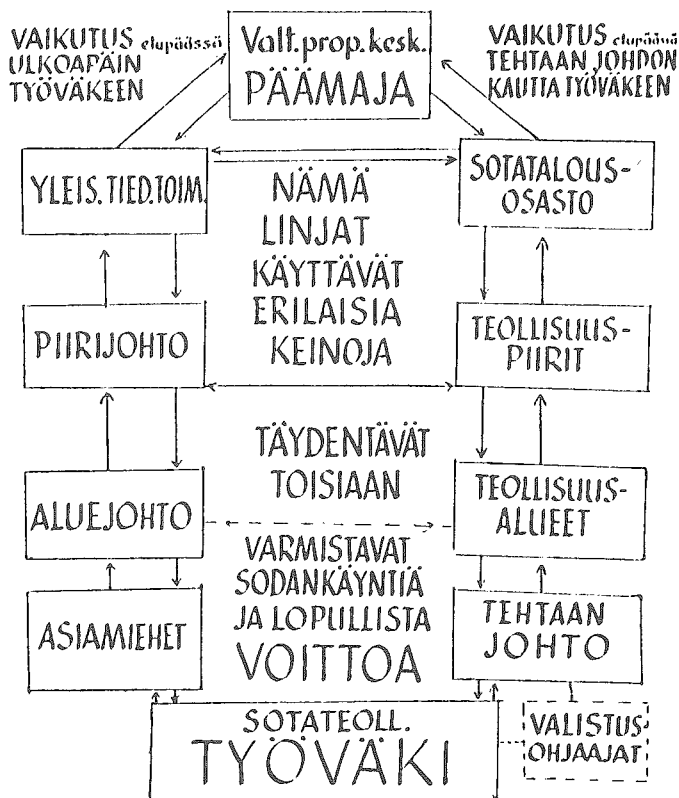 VAIKUTUS etupäässä
ULKOAPÄIN
TYÖVÄKEEN
Valt.prop.kesk.
PÄÄMAJA
VAIKUTUS etupäässä
TEHTAAN JOHDON
KAUTTA TYÖVÄKEEN
YLEIS.TIED.TOIM.
SOTATALOUS-
OSASTO
NÄMÄ
LINJAT
KÄYTTÄVÄT
ERILAISIA
KEINOJA
PIIRIJOHTO
TEOLLISUUS-
PIIRIT
TÄYDENTÄVÄT
TOISIAAN
ALUEJOHTO
TEOLLISUUS-
ALUEET
VARMISTAVAT
SODANKÄYNTIÄ
JA LOPULLISTA
VOITTOA
ASIAMIEHET
TEHTAAN
JOHTO
SOTATEOLL.
TYÖVÄKI
VALISTUS-
OHJAAJAT